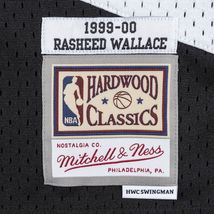 1999-00
RASHEED WALLACE
HARDWOOD
NBA
CLASSICS
NOSTALGIA CO.
Mitchell & Ness
PHILADELPHIA, PA.
HWC SWINGMAN